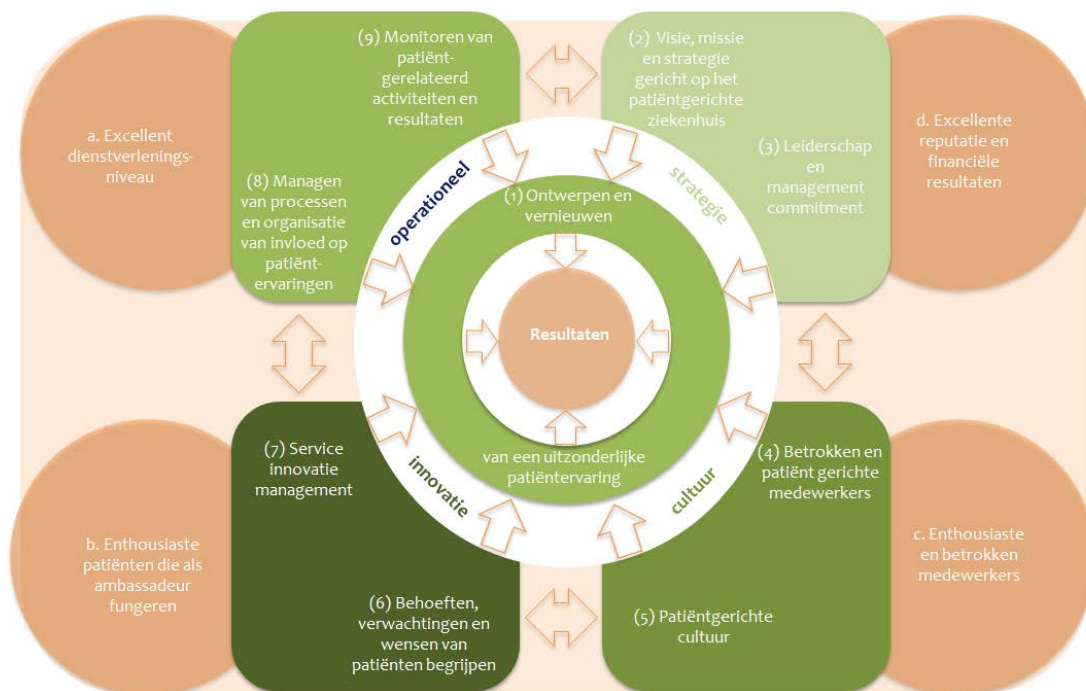 (9) Monitoren van
patiënt-
gerelateerd
activiteiten en
resultaten
(2) Visie, missie
en strategie
gericht op het
patiëntgerichte
ziekenhuis
a. Excellent
dienstverlenings-
niveau
d. Excellente
reputatie en
financiële
resultaten
(3) Leiderschap
en
management
commitment
(8) Managen
van processen
en organisatie
van invloed op
patiënt-
ervaringen
operationeel
strategie
(1) Ontwerpen en
vernieuwen
Resultaten
van een uitzonderlijke
patiëntervaring
innovatie
cultuur
(7) Service
innovatie
management
(4) Betrokken en
patiënt gerichte
medewerkers
b. Enthousiaste
patiënten die als
ambassadeur
fungeren
c. Enthousiaste
en betrokken
medewerkers
(6) Behoeften,
verwachtingen en
wensen van
patiënten begrijpen
(5) Patiëntgerichte
cultuur